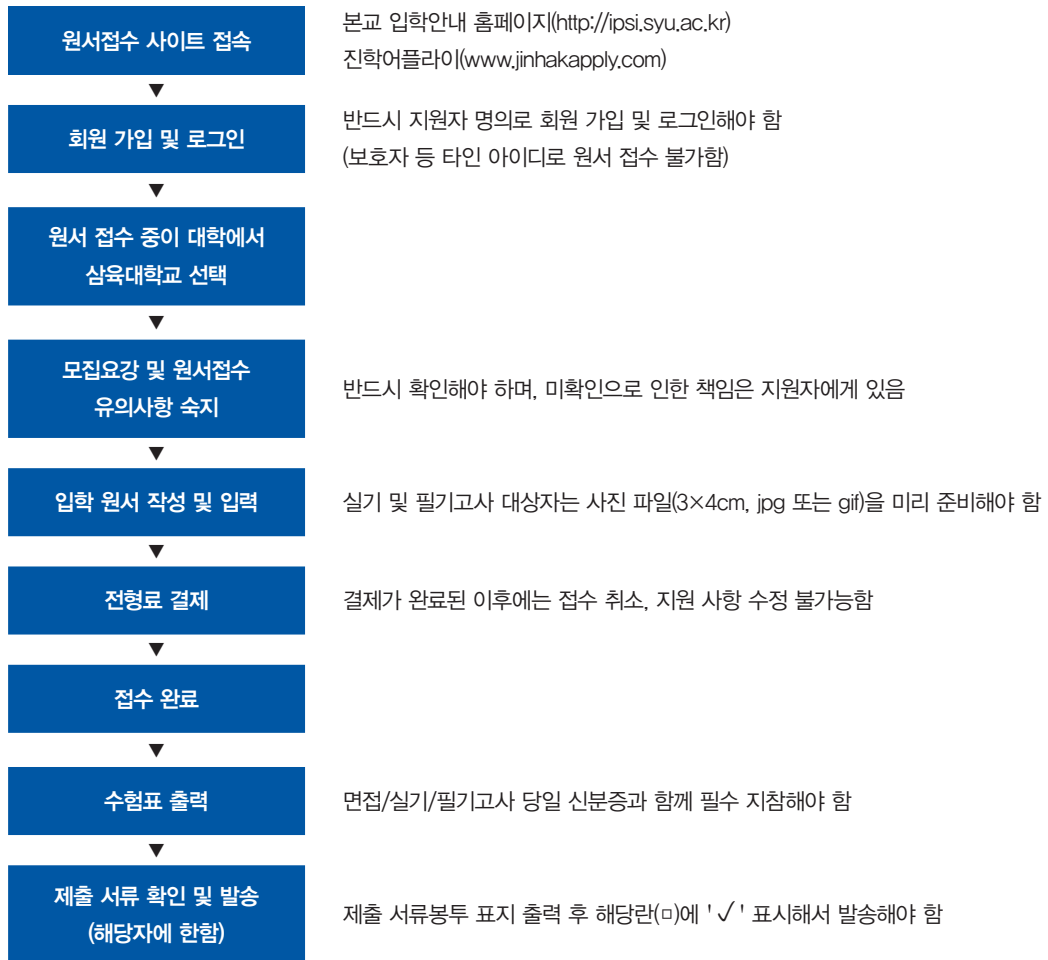 원서접수 사이트 접속
본교 입학안내 홈페이지(http://ipsi.syu.ac.kr)
진학어플라이(www.jinhakapply.com)
▼
회원 가입 및 로그인
반드시 지원자 명의로 회원 가입 및 로그인해야 함
(보호자 등 타인 아이디로 원서 접수 불가함)
▼
원서 접수 중이 대학에서
삼육대학교 선택
▼
모집요강 및 원서접수
유의사항 숙지
반드시 확인해야 하며, 미확인으로 인한 책임은 지원자에게 있음
▼
입학 원서 작성 및 입력
실기 및 필기고사 대상자는 사진 파일(3×4cm, jpg 또는 gif)을 미리 준비해야 함
▼
전형료 결제
결제가 완료된 이후에는 접수 취소, 지원 사항 수정 불가능함
▼
접수 완료
▼
수험표 출력
면접/실기/필기고사 당일 신분증과 함께 필수 지참해야 함
▼
제출 서류 확인 및 발송
(해당자에 한함)
제출 서류봉투 표지 출력 후 해당란(□)에 '✓' 표시해서 발송해야 함